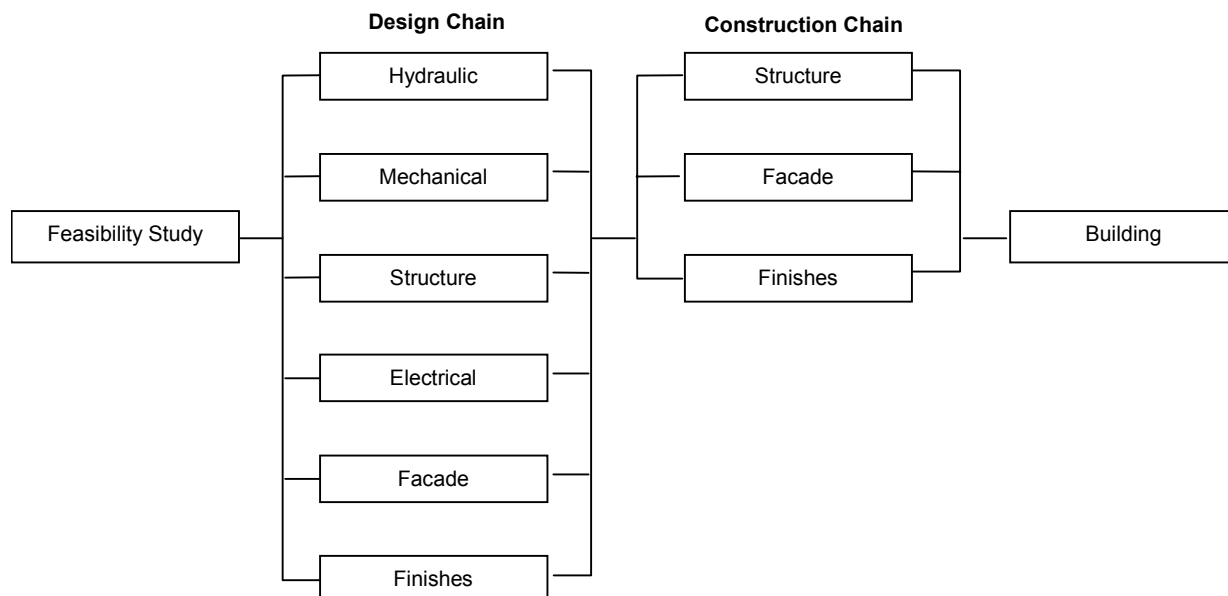 Design Chain
Construction Chain
Hydraulic
Structure
Mechanical
Facade
Feasibility Study
Building
Structure
Finishes
Electrical
Facade
Finishes